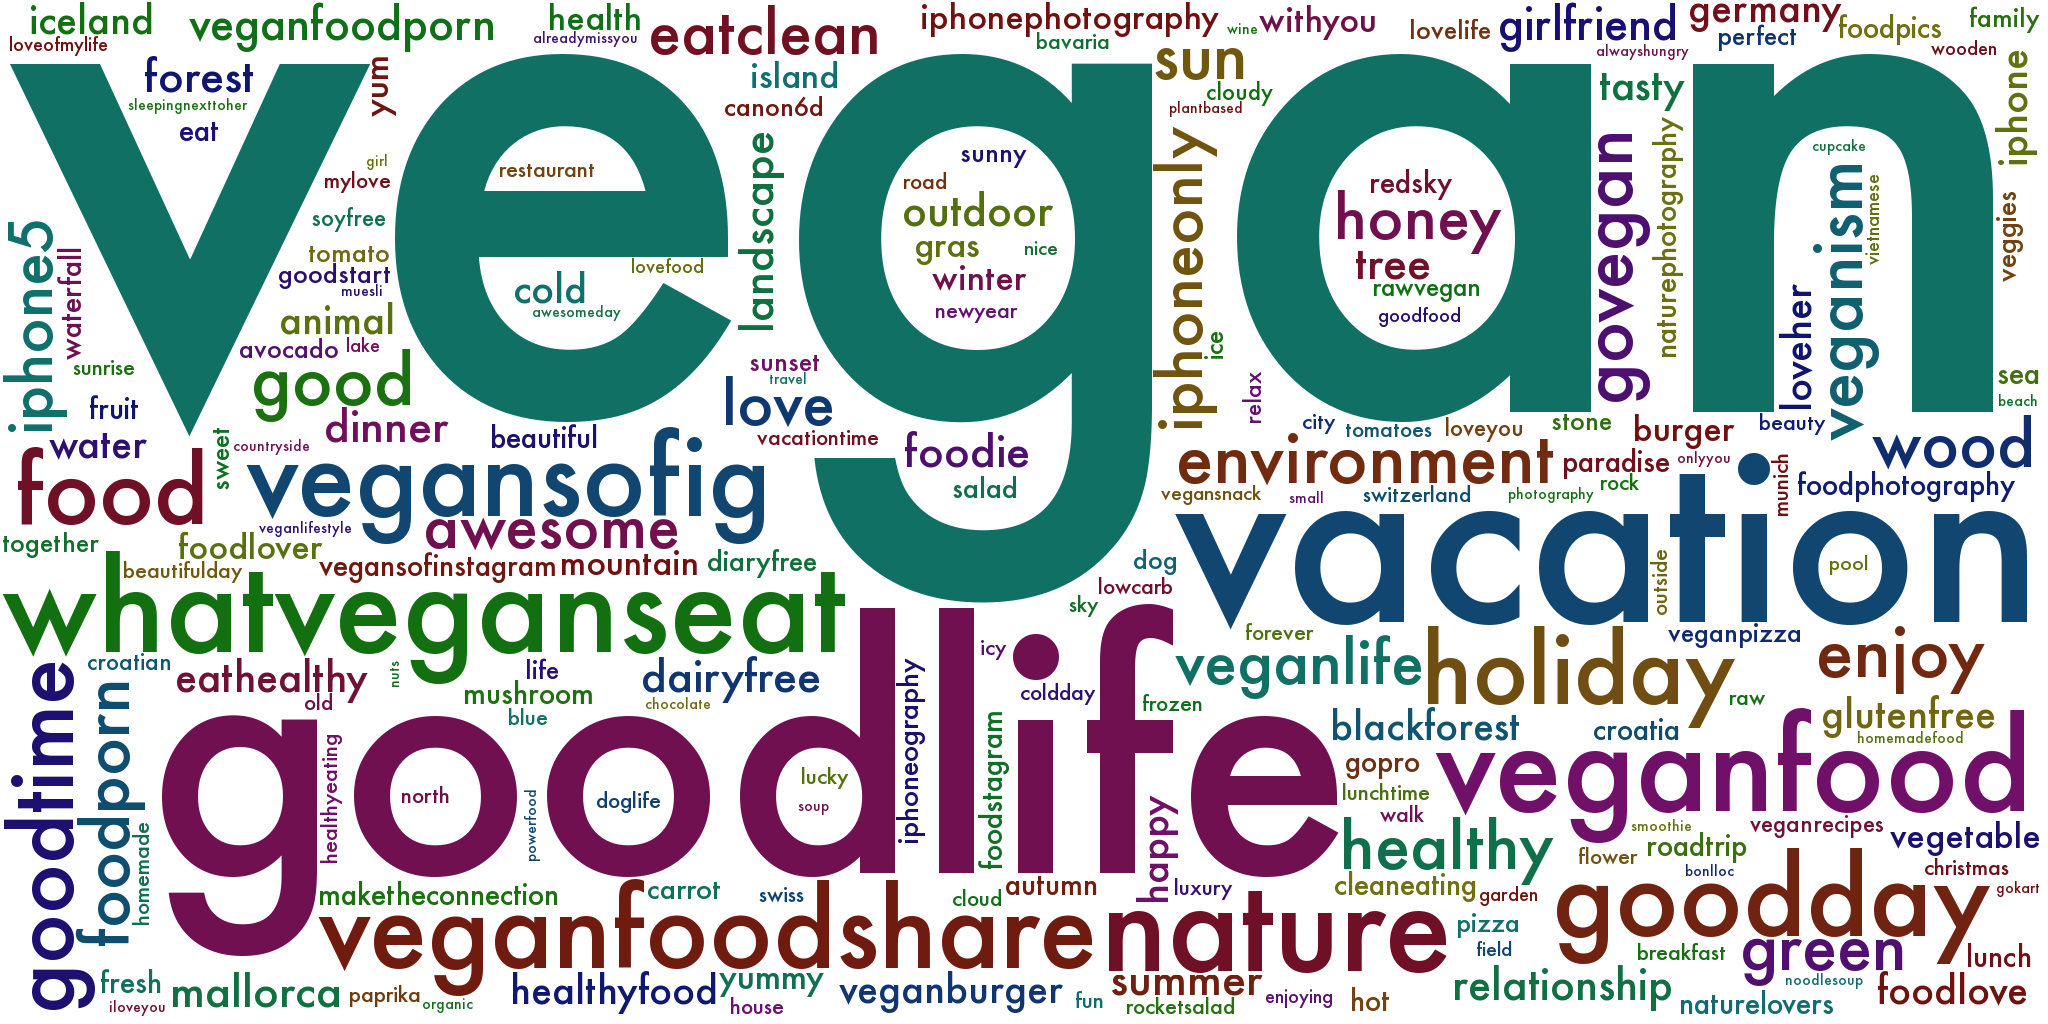 iceland
veganfoodporn
health
alreadymissyou
eatclean
iphonephotography
wine
withyou
bavaria
lovelife
girlfriend
alwayshungry
germany
perfect
foodpics
family
wooden
loveofmylife
forest
sleepingnexttoher
eat
yum
island
canon6d
sun
cloudy
plantbased
tasty
iphone
vegan
girl
mylove
soyfree
tomato
goodstart
muesli
animal
avocado
lake
restaurant
lovefood
cold
awesomeday
landscape
sunny
road
outdoor
gras
nice
winter
newyear
iphoneonly
ice
relax
redsky
honey
tree
rawvegan
goodfood
govegan
naturephotography
cupcake
veganism
vietnamese
loveher
veggies
sea
beach
iphone5
waterfall
sunrise
fruit
water
good
dinner
sweet
countryside
beautiful
sunset
travel
love
vacationtime
foodie
salad
city
tomatoes
loveyou
stone
burger
onlyyou
beauty
wood
food
vegansofig
veganlifestyle
awesome
environment
paradise
rock
vegansnack
small
switzerland
photography
munich
foodphotography
together
foodlover
beautifulday
vegansofinstagram
mountain
diaryfree
dog
lowcarb
sky
vacation
outside
pool
whatveganseat
forever
veganpizza
veganlife
holiday
enjoy
raw
goodtime
croatian
foodporn
eathealthy
old
nuts
life
mushroom
blue
dairyfree
chocolate
iphoneography
icy
coldday
frozen
foodstagram
blackforest
croatia
glutenfree
homemadefood
goodlife
healthyeating
north
powerfood
doglife
lucky
soup
gopro
lunchtime
walk
veganfood
smoothie
veganrecipes
vegetable
homemade
happy
healthy
flower
roadtrip
bonlloc
christmas
gokart
maketheconnection
carrot
swiss
cloud
autumn
luxury
cleaneating
garden
veganfoodshare
nature
pizza
field
goodday
breakfast
green
lunch
fresh
iloveyou
mallorca
paprika
organic
healthyfood
yummy
house
veganburger
fun
summer
rocketsalad
enjoying
hot
relationship
naturelovers
noodlesoup
foodlove